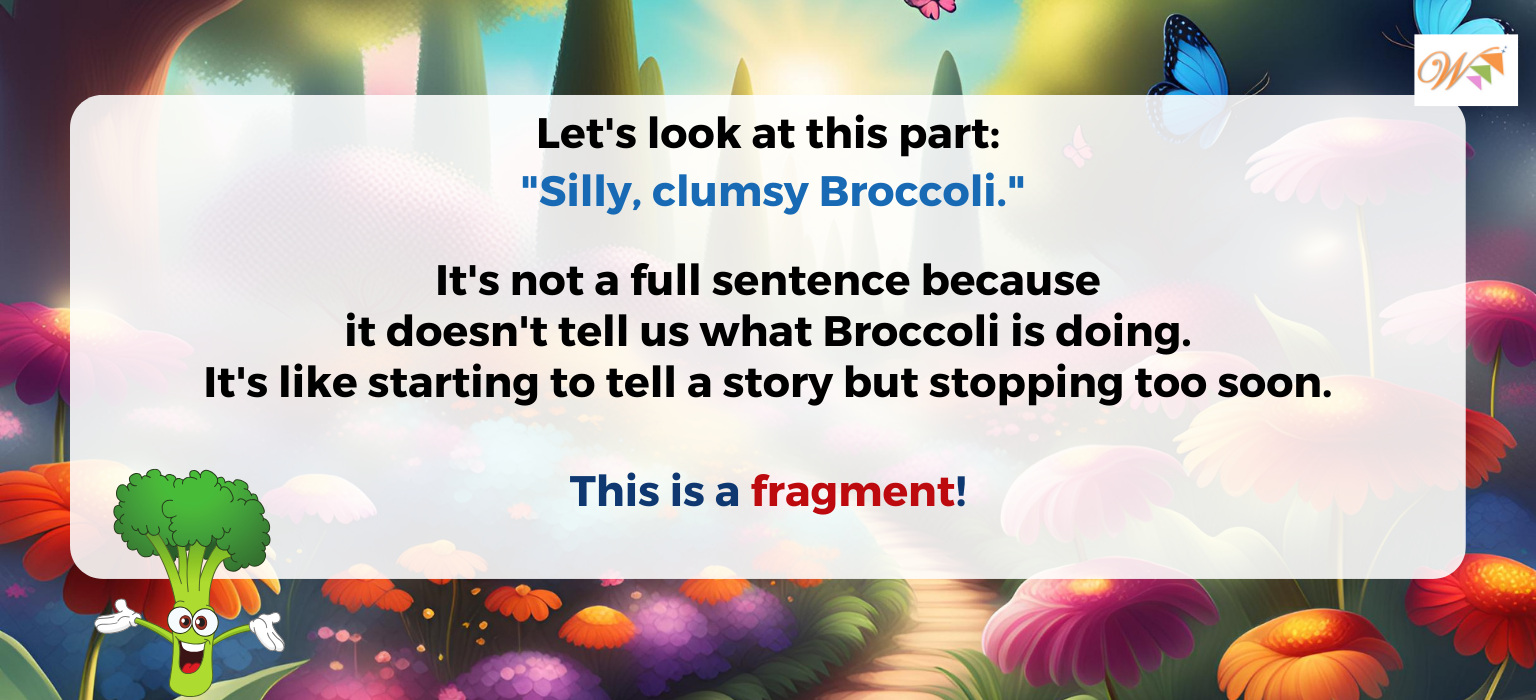 W
Let's look at this part:
"Silly, clumsy Broccoli."
It's not a full sentence because
it doesn't tell us what Broccoli is doing.
It's like starting to tell a story but stopping too soon.
This is a fragment!